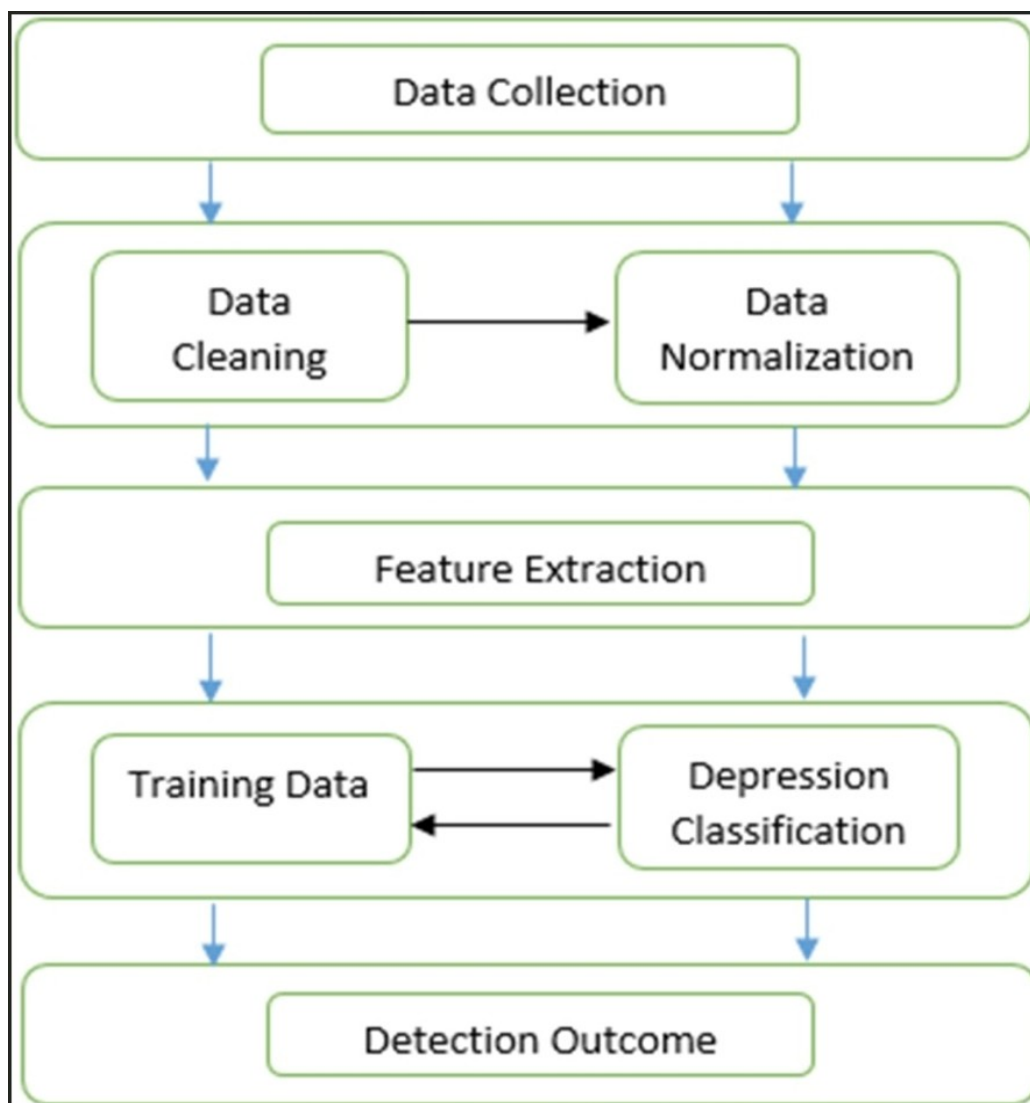 Data Collection
Data
Cleaning
Data
Normalization
Feature Extraction
Training Data
Depression
Classification
Detection Outcome